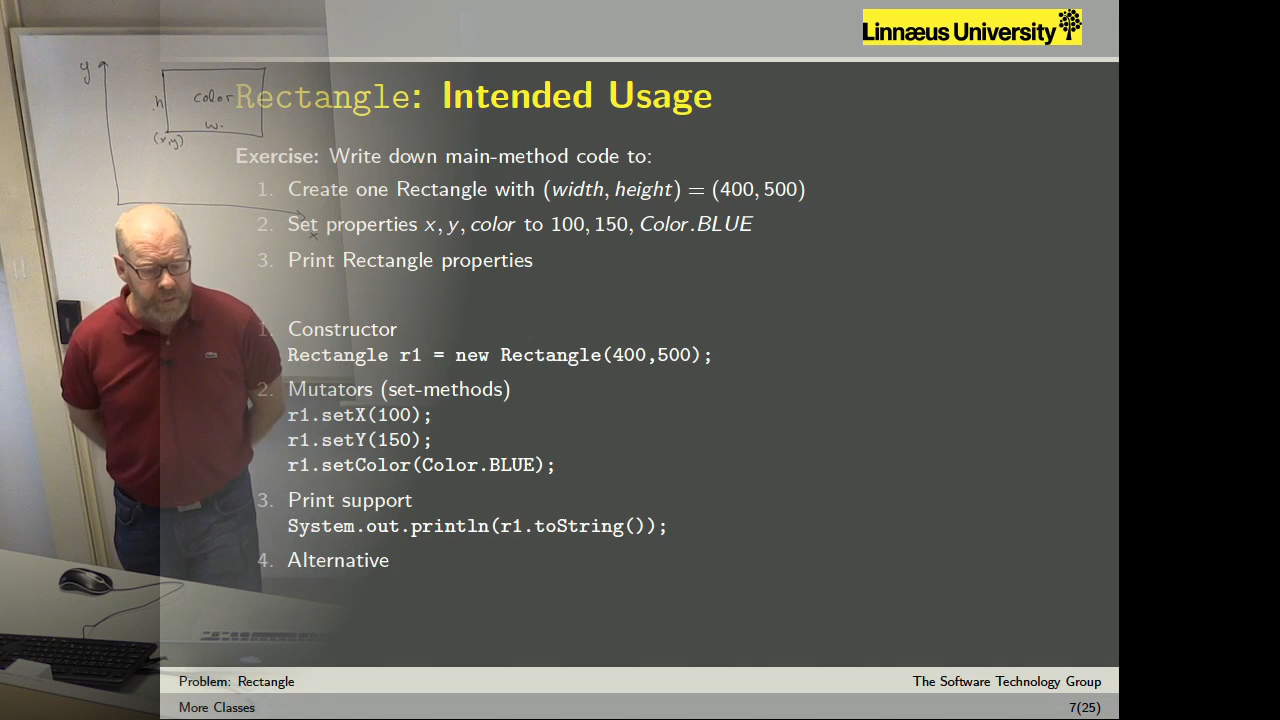 Linnæus University
y
h
color
w
(x,y)
x
Rectangle: Intended Usage
Exercise: Write down main-method code to:
1. Create one Rectangle with (width, height) = (400, 500)
2. Set properties x, y, color to 100, 150, Color.BLUE
3. Print Rectangle properties
1. Constructor
Rectangle r1 = new Rectangle(400,500);
2. Mutators (set-methods)
r1.setX(100);
r1.setY(150);
r1.setColor(Color.BLUE);
3. Print support
System.out.println(r1.toString());
4. Alternative
Problem: Rectangle
The Software Technology Group
More Classes
7(25)